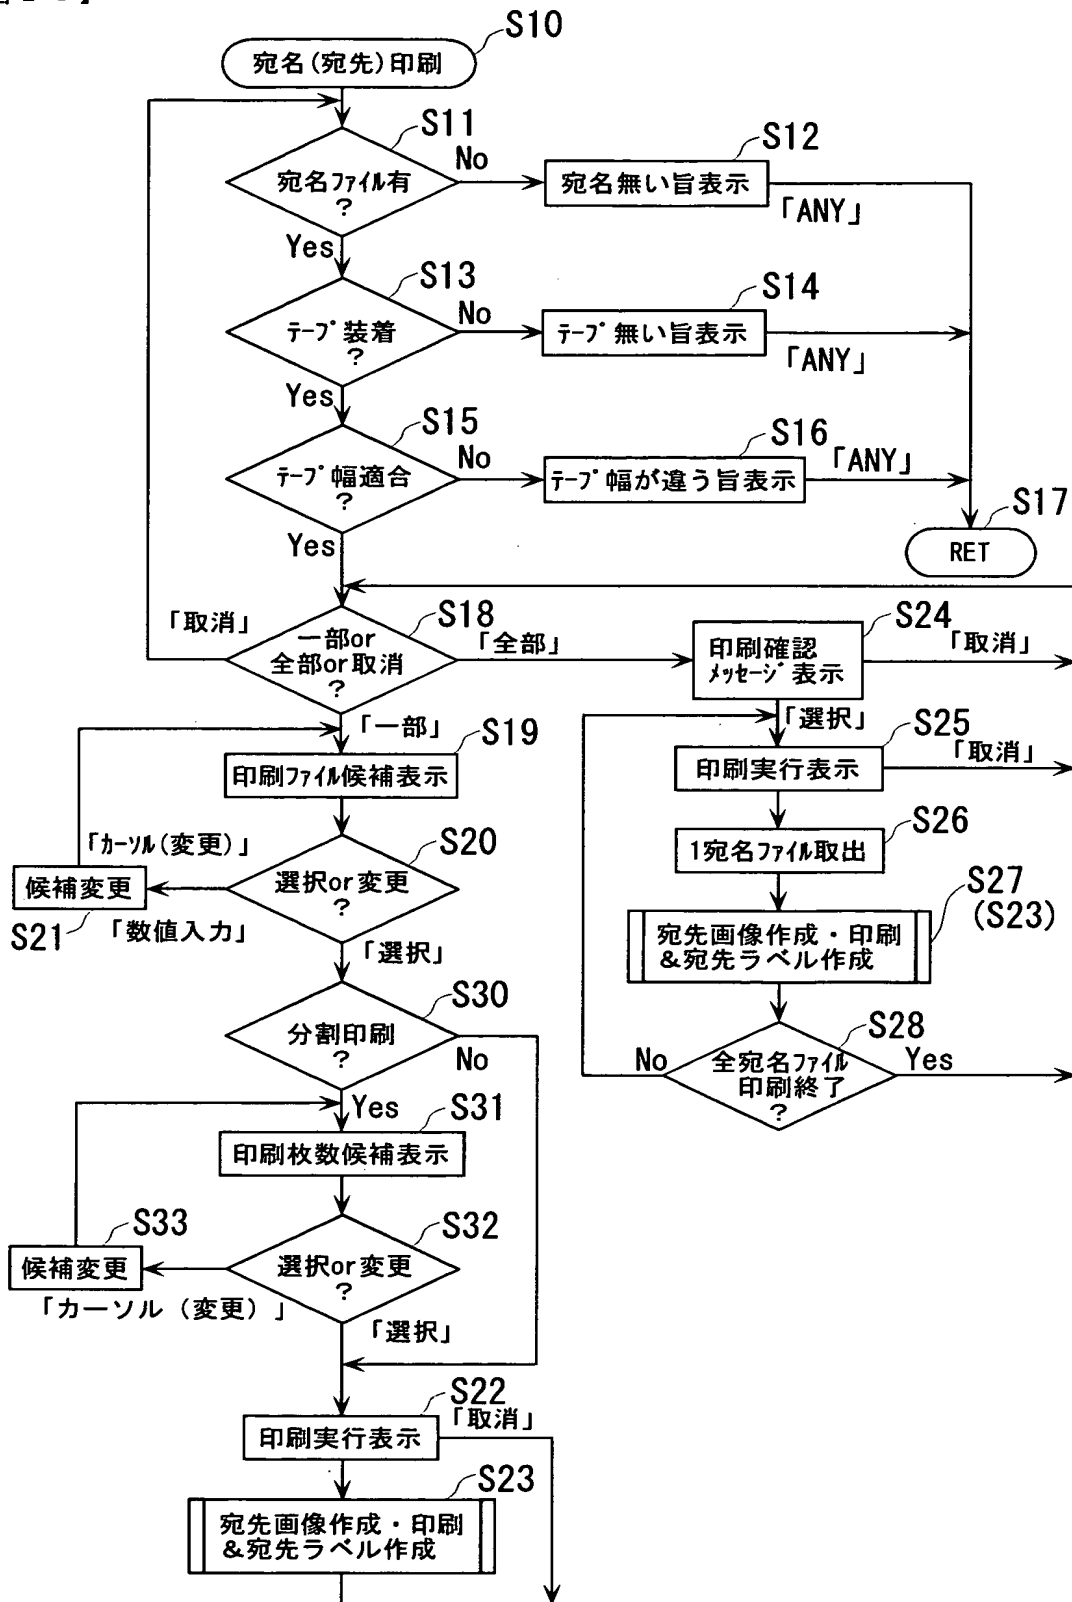 S10
宛名(宛先)印刷
S11
宛名ファイル有
?
No
S12
宛名無い旨表示
「ANY」
Yes
S13
テープ装着
?
No
S14
テープ無い旨表示
「ANY」
Yes
S15
テープ幅適合
?
No
S16
テープ幅が違う旨表示
「ANY」
S17
RET
Yes
S18
一部or
全部or取消
?
「取消」
「全部」
S24
印刷確認
メッセージ表示
「取消」
「一部」
「選択」
S19
印刷ファイル候補表示
S25
印刷実行表示
「取消」
S20
選択or変更
?
「カーソル(変更)」
候補変更
S21
「数値入力」
「選択」
S26
1宛名ファイル取出
S27
(S23)
宛先画像作成・印刷
&宛先ラベル作成
S30
分割印刷
?
No
Yes
S28
全宛名ファイル
印刷終了
?
No
Yes
S31
印刷枚数候補表示
S32
選択or変更
?
S33
候補変更
「カーソル(変更)」
「選択」
S22
印刷実行表示
「取消」
S23
宛先画像作成・印刷
&宛先ラベル作成